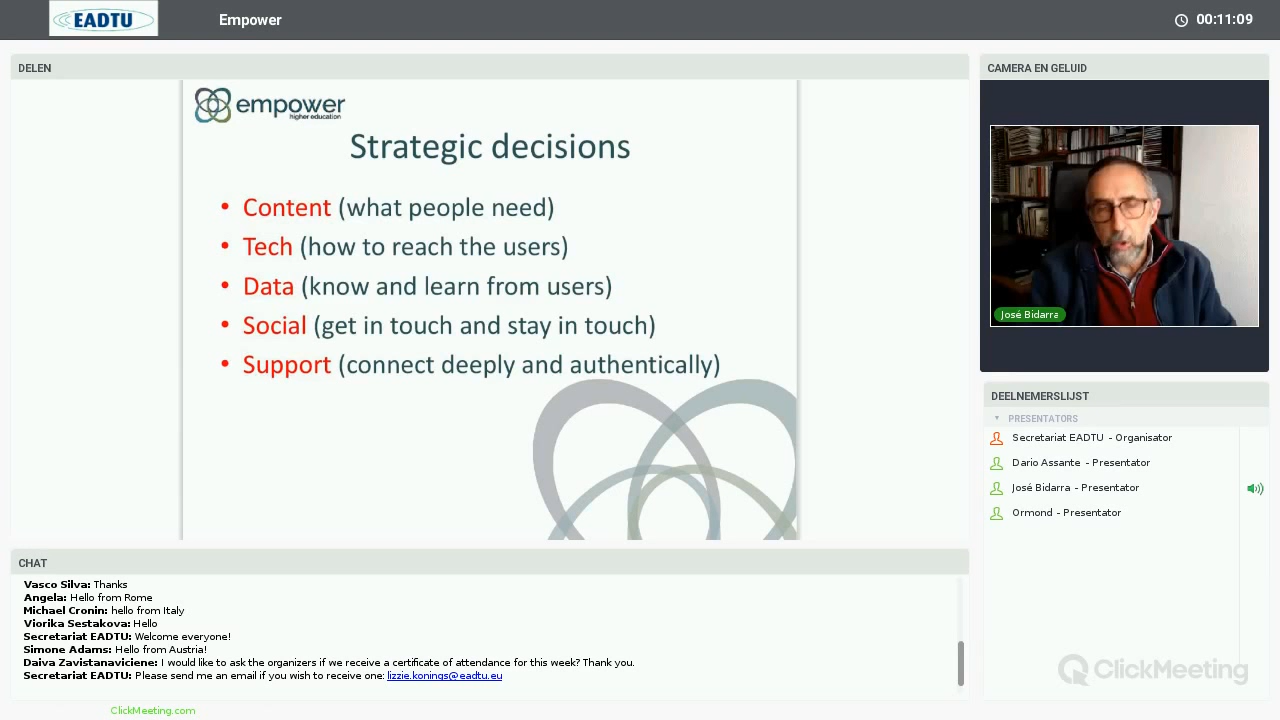 EADTU
Empower
00:11:09
DELEN
empower
higher education
Strategic decisions
• Content (what people need)
• Tech (how to reach the users)
• Data (know and learn from users)
• Social (get in touch and stay in touch)
• Support (connect deeply and authentically)
CAMERA EN GELUID
José Bidarra
DEELNEMERSLIJST
PRESENTATORS
Secretariat EADTU - Organisator
Dario Assante - Presentator
José Bidarra - Presentator
Ormond - Presentator
CHAT
Vasco Silva: Thanks
Angela: Hello from Rome
Michael Cronin: hello from Italy
Viorika Sestakova: Hello
Secretariat EADTU: Welcome everyone!
Simone Adams: Hello from Austria!
Daiva Zavistanaviciene: I would like to ask the organizers if we receive a certificate of attendance for this week? Thank you.
Secretariat EADTU: Please send me an email if you wish to receive one: lizzie.konings@eadtu.eu
ClickMeeting
ClickMeeting.com